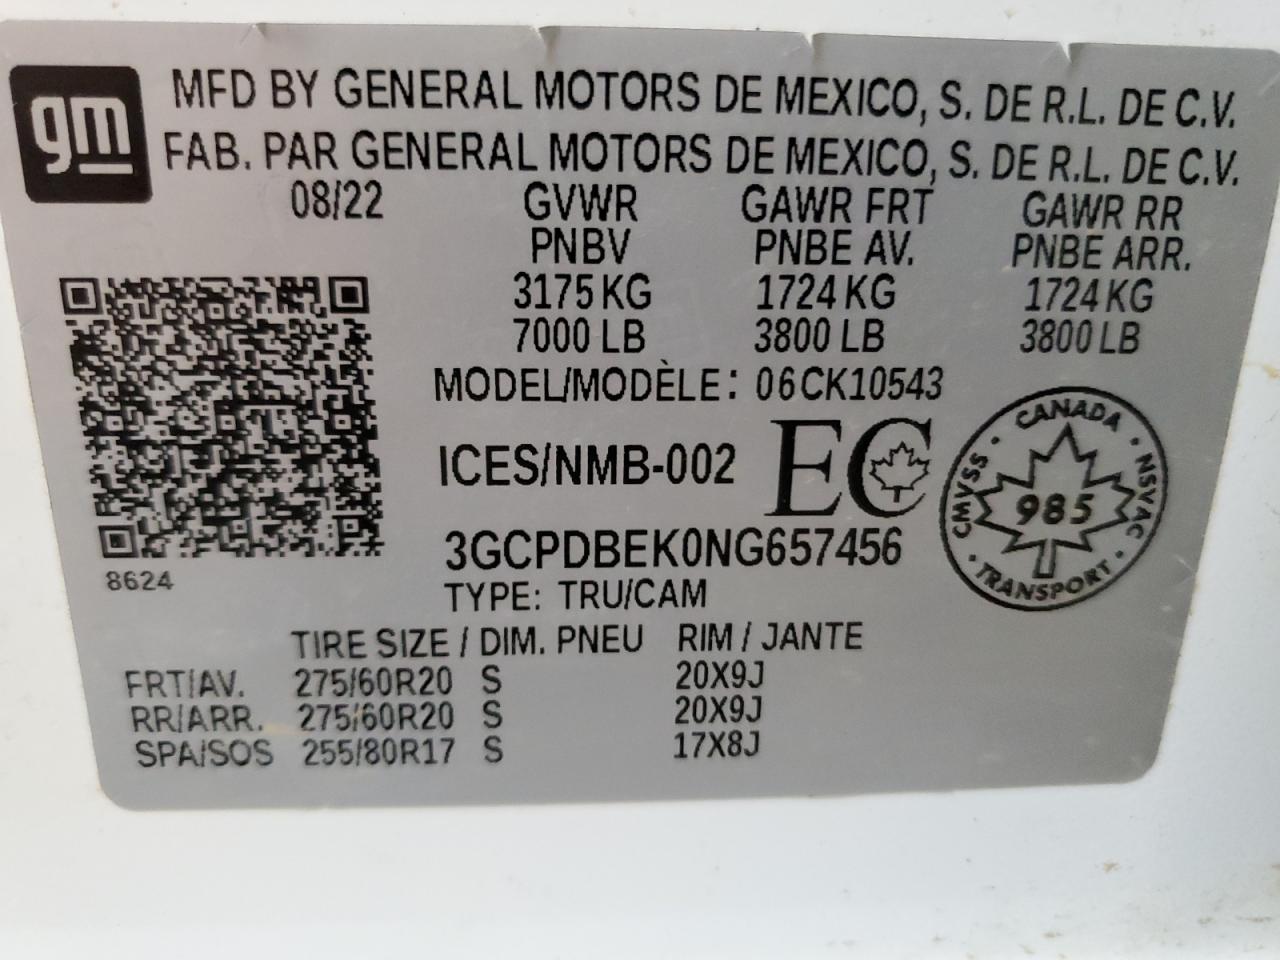 gm
MFD BY GENERAL MOTORS DE MEXICO, S. DE R.L. DE C.V.
FAB. PAR GENERAL MOTORS DE MEXICO, S. DE R.L. DE C.V.
08/22 GVWR GAWR FRT GAWR RR
PNBV PNBE AV. PNBE ARR.
3175 KG 1724 KG 1724 KG
7000 LB 3800 LB 3800 LB
MODEL/MODÈLE: 06CK10543
ICES/NMB-002 EC
CANADA
CMVSS · 985 · NSVAC
· TRANSPORT ·
3GCPDBEK0NG657456
8624
TYPE: TRU/CAM
TIRE SIZE / DIM. PNEU RIM / JANTE
FRT/AV. 275/60R20 S 20X9J
RR/ARR. 275/60R20 S 20X9J
SPA/SOS 255/80R17 S 17X8J